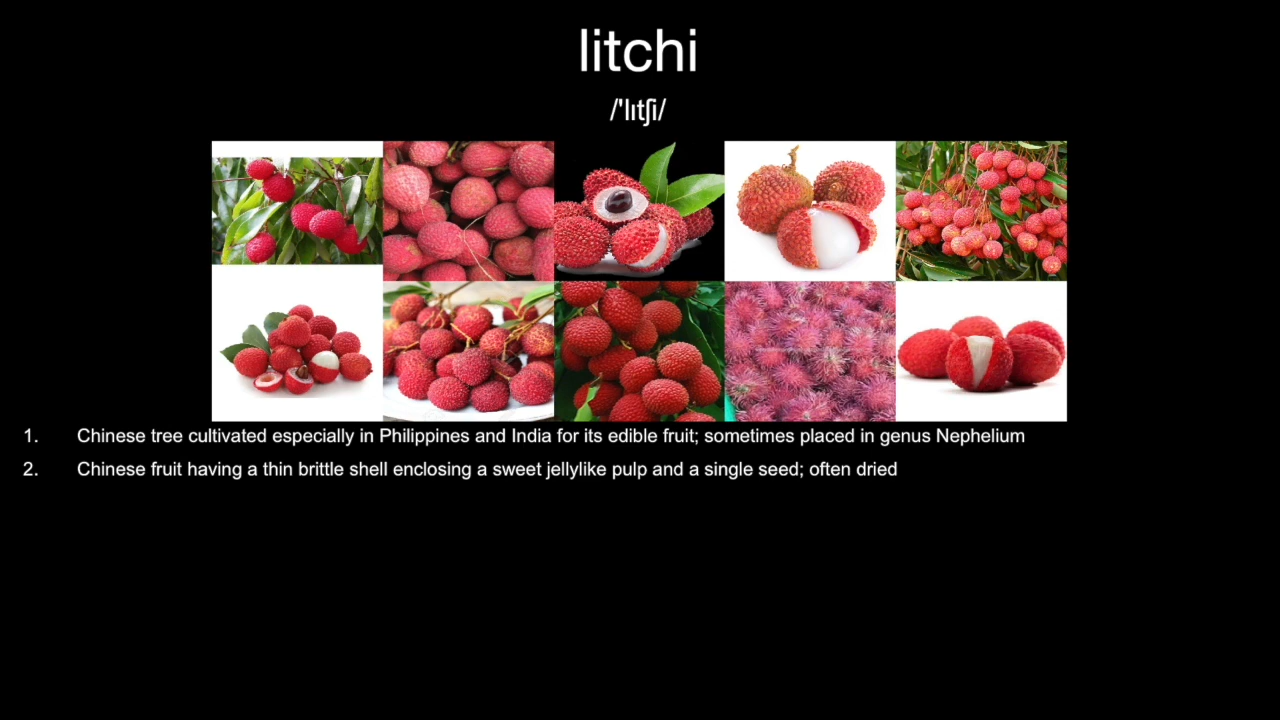 litchi
/'lɪtʃi/
1. Chinese tree cultivated especially in Philippines and India for its edible fruit; sometimes placed in genus Nephelium
2. Chinese fruit having a thin brittle shell enclosing a sweet jellylike pulp and a single seed; often dried